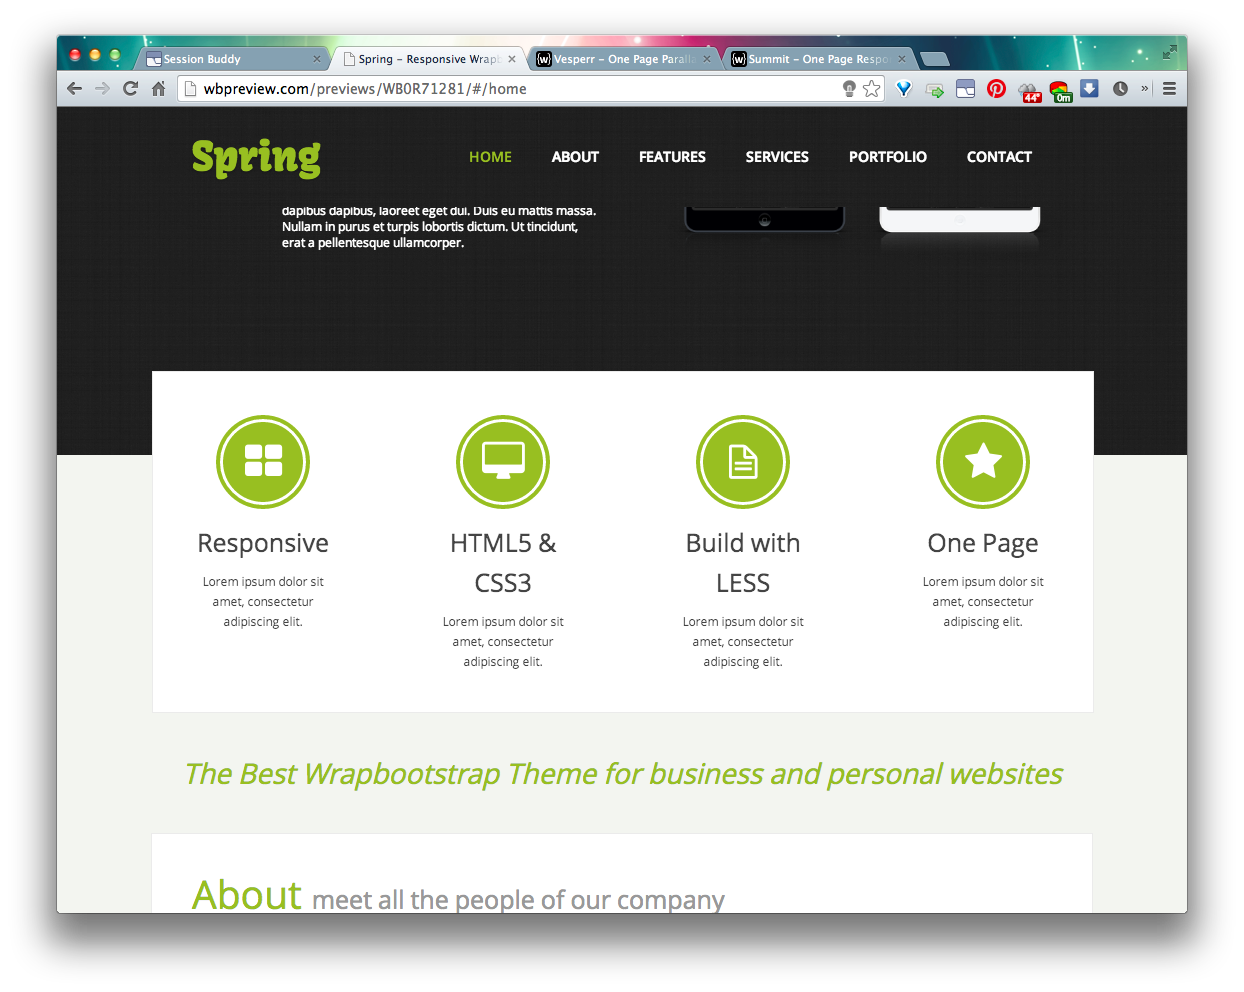 Session Buddy
Spring – Responsive Wrapb
Vesperr – One Page Paralla
Summit – One Page Respo
wbpreview.com/previews/WB0R71281/#/home
44°
0m
Spring
HOME ABOUT FEATURES SERVICES PORTFOLIO CONTACT
dapibus dapibus, laoreet eget dui. Duis eu mattis massa.
Nullam in purus et turpis lobortis dictum. Ut tincidunt,
erat a pellentesque ullamcorper.
Responsive
Lorem ipsum dolor sit
amet, consectetur
adipiscing elit.
HTML5 &
CSS3
Lorem ipsum dolor sit
amet, consectetur
adipiscing elit.
Build with
LESS
Lorem ipsum dolor sit
amet, consectetur
adipiscing elit.
One Page
Lorem ipsum dolor sit
amet, consectetur
adipiscing elit.
The Best Wrapbootstrap Theme for business and personal websites
About meet all the people of our company